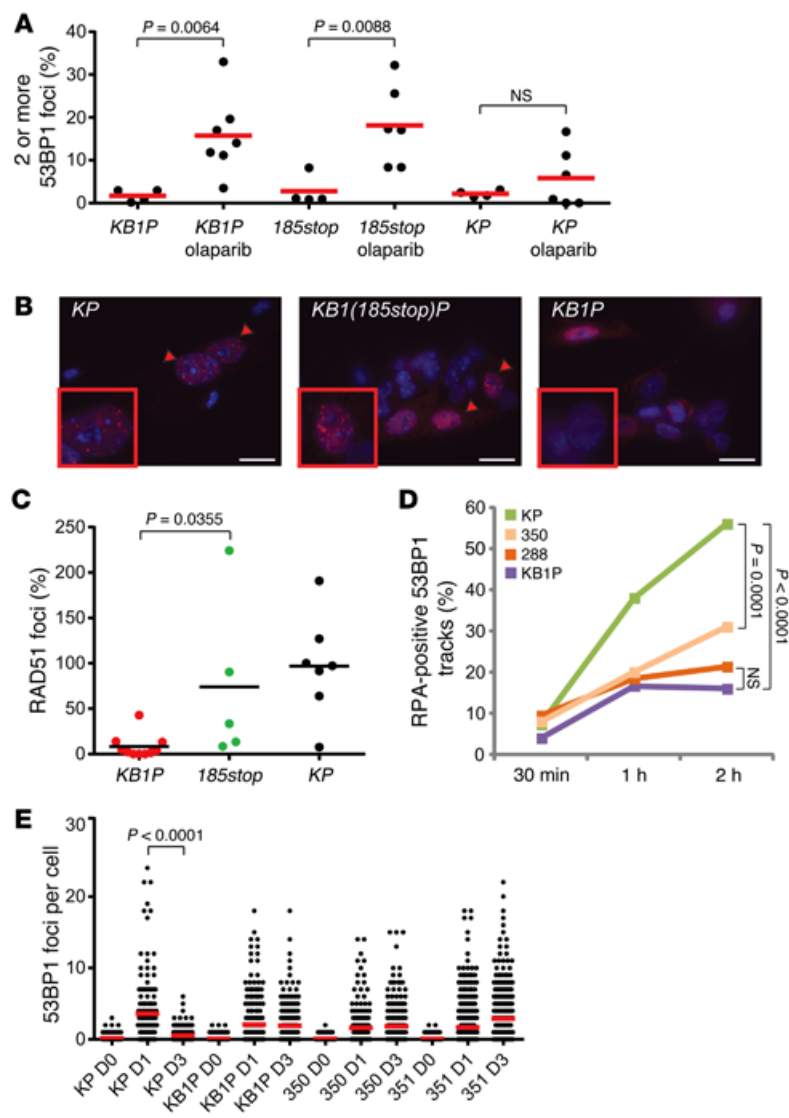 A
P = 0.0064
P = 0.0088
NS
2 or more
53BP1 foci (%)
40
30
20
10
0
KB1P
KB1P
olaparib
185stop
185stop
olaparib
KP
KP
olaparib
B
KP
KB1(185stop)P
KB1P
C
P = 0.0355
RAD51 foci (%)
250
200
150
100
50
0
KB1P
185stop
KP
D
RPA-positive 53BP1
tracks (%)
60
50
40
30
20
10
0
KP
350
288
KB1P
P = 0.0001
P < 0.0001
NS
30 min
1 h
2 h
E
P < 0.0001
53BP1 foci per cell
30
20
10
0
KP D0
KP D1
KP D3
KB1P D0
KB1P D1
KB1P D3
350 D0
350 D1
350 D3
351 D0
351 D1
351 D3